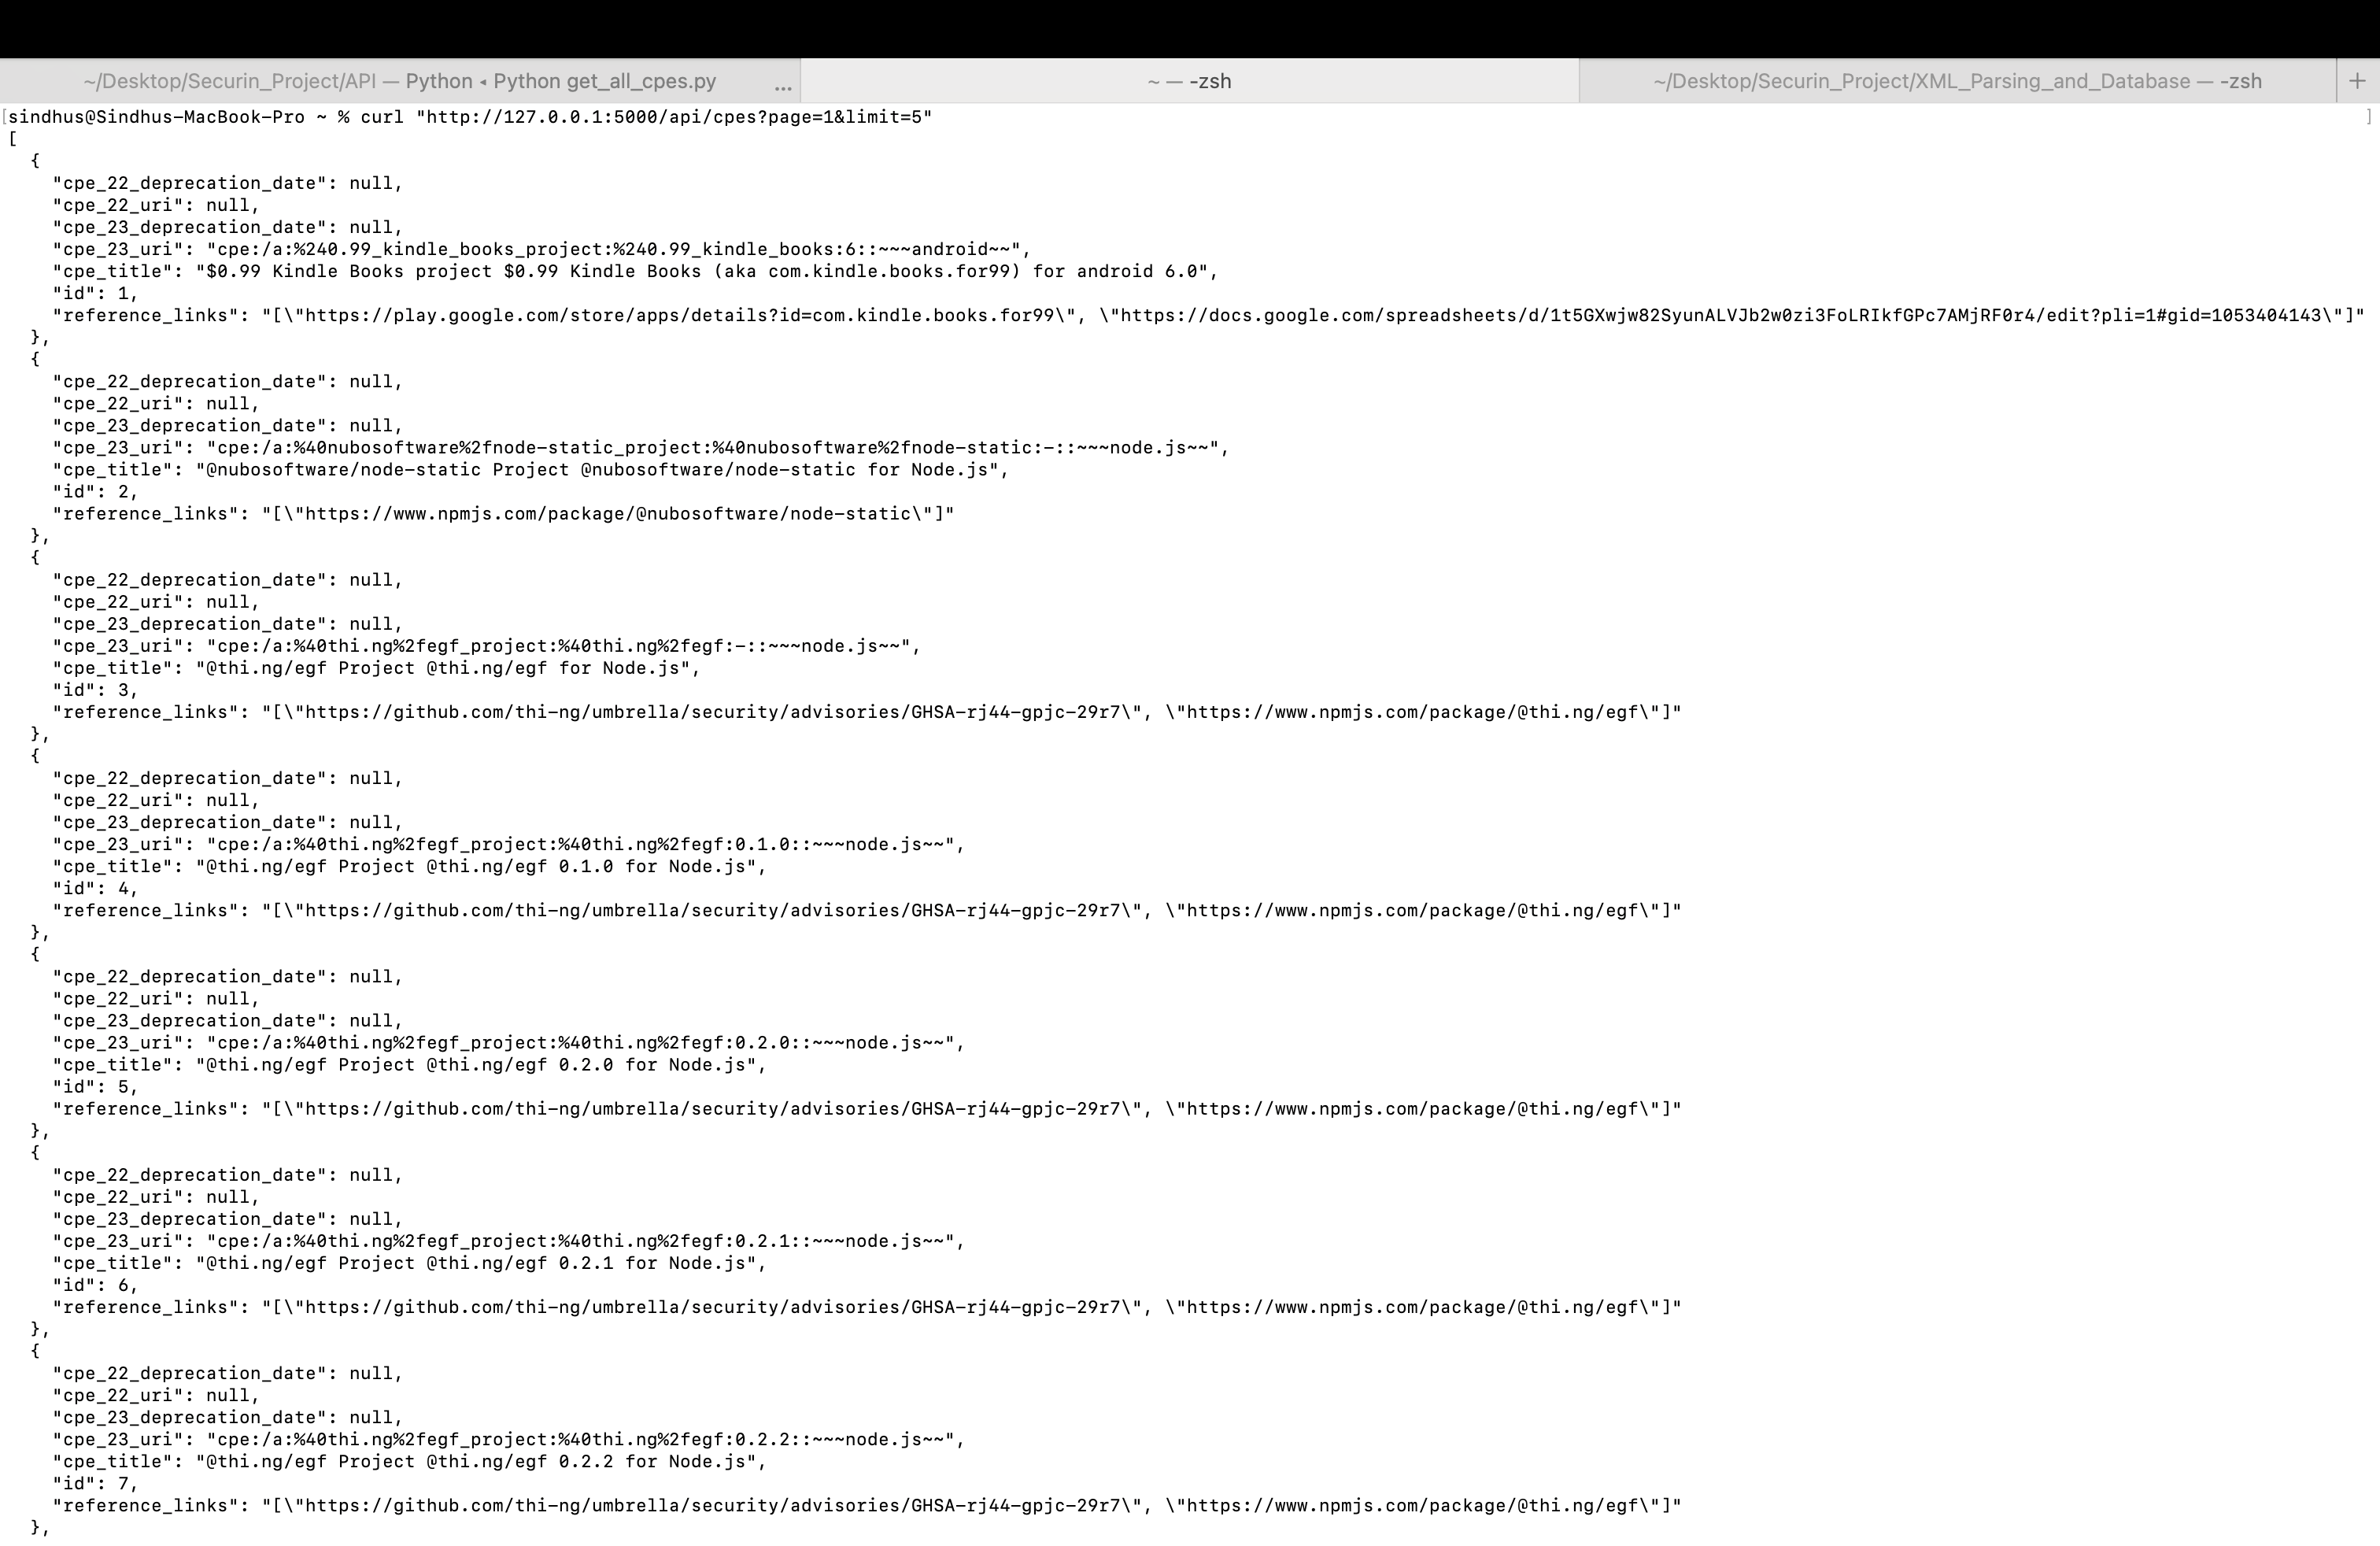 ~/Desktop/Securin_Project/API — Python ◂ Python get_all_cpes.py ...
~ — -zsh
~/Desktop/Securin_Project/XML_Parsing_and_Database — -zsh
+
[sindhus@Sindhus-MacBook-Pro ~ % curl "http://127.0.0.1:5000/api/cpes?page=1&limit=5" ]
[
  {
    "cpe_22_deprecation_date": null,
    "cpe_22_uri": null,
    "cpe_23_deprecation_date": null,
    "cpe_23_uri": "cpe:/a:%240.99_kindle_books_project:%240.99_kindle_books:6::~~~android~~",
    "cpe_title": "$0.99 Kindle Books project $0.99 Kindle Books (aka com.kindle.books.for99) for android 6.0",
    "id": 1,
    "reference_links": "[\"https://play.google.com/store/apps/details?id=com.kindle.books.for99\", \"https://docs.google.com/spreadsheets/d/1t5GXwjw82SyunALVJb2w0zi3FoLRIkfGPc7AMjRF0r4/edit?pli=1#gid=1053404143\"]"
  },
  {
    "cpe_22_deprecation_date": null,
    "cpe_22_uri": null,
    "cpe_23_deprecation_date": null,
    "cpe_23_uri": "cpe:/a:%40nubosoftware%2fnode-static_project:%40nubosoftware%2fnode-static:-::~~~node.js~~",
    "cpe_title": "@nubosoftware/node-static Project @nubosoftware/node-static for Node.js",
    "id": 2,
    "reference_links": "[\"https://www.npmjs.com/package/@nubosoftware/node-static\"]"
  },
  {
    "cpe_22_deprecation_date": null,
    "cpe_22_uri": null,
    "cpe_23_deprecation_date": null,
    "cpe_23_uri": "cpe:/a:%40thi.ng%2fegf_project:%40thi.ng%2fegf:-::~~~node.js~~",
    "cpe_title": "@thi.ng/egf Project @thi.ng/egf for Node.js",
    "id": 3,
    "reference_links": "[\"https://github.com/thi-ng/umbrella/security/advisories/GHSA-rj44-gpjc-29r7\", \"https://www.npmjs.com/package/@thi.ng/egf\"]"
  },
  {
    "cpe_22_deprecation_date": null,
    "cpe_22_uri": null,
    "cpe_23_deprecation_date": null,
    "cpe_23_uri": "cpe:/a:%40thi.ng%2fegf_project:%40thi.ng%2fegf:0.1.0::~~~node.js~~",
    "cpe_title": "@thi.ng/egf Project @thi.ng/egf 0.1.0 for Node.js",
    "id": 4,
    "reference_links": "[\"https://github.com/thi-ng/umbrella/security/advisories/GHSA-rj44-gpjc-29r7\", \"https://www.npmjs.com/package/@thi.ng/egf\"]"
  },
  {
    "cpe_22_deprecation_date": null,
    "cpe_22_uri": null,
    "cpe_23_deprecation_date": null,
    "cpe_23_uri": "cpe:/a:%40thi.ng%2fegf_project:%40thi.ng%2fegf:0.2.0::~~~node.js~~",
    "cpe_title": "@thi.ng/egf Project @thi.ng/egf 0.2.0 for Node.js",
    "id": 5,
    "reference_links": "[\"https://github.com/thi-ng/umbrella/security/advisories/GHSA-rj44-gpjc-29r7\", \"https://www.npmjs.com/package/@thi.ng/egf\"]"
  },
  {
    "cpe_22_deprecation_date": null,
    "cpe_22_uri": null,
    "cpe_23_deprecation_date": null,
    "cpe_23_uri": "cpe:/a:%40thi.ng%2fegf_project:%40thi.ng%2fegf:0.2.1::~~~node.js~~",
    "cpe_title": "@thi.ng/egf Project @thi.ng/egf 0.2.1 for Node.js",
    "id": 6,
    "reference_links": "[\"https://github.com/thi-ng/umbrella/security/advisories/GHSA-rj44-gpjc-29r7\", \"https://www.npmjs.com/package/@thi.ng/egf\"]"
  },
  {
    "cpe_22_deprecation_date": null,
    "cpe_22_uri": null,
    "cpe_23_deprecation_date": null,
    "cpe_23_uri": "cpe:/a:%40thi.ng%2fegf_project:%40thi.ng%2fegf:0.2.2::~~~node.js~~",
    "cpe_title": "@thi.ng/egf Project @thi.ng/egf 0.2.2 for Node.js",
    "id": 7,
    "reference_links": "[\"https://github.com/thi-ng/umbrella/security/advisories/GHSA-rj44-gpjc-29r7\", \"https://www.npmjs.com/package/@thi.ng/egf\"]"
  },